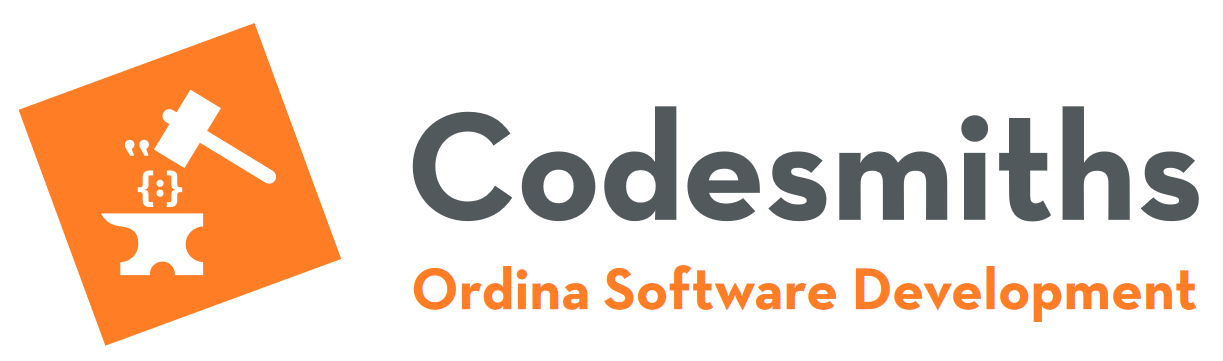 ,,
{:}
Codesmiths
Ordina Software Development